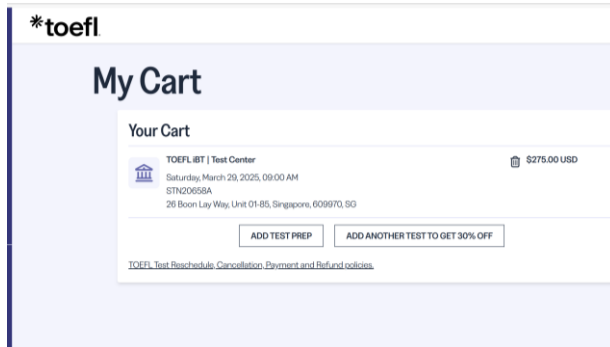 *toefl.
My Cart
Your Cart
TOEFL iBT | Test Center
$275.00 USD
Saturday, March 29, 2025, 09:00 AM
STN20658A
26 Boon Lay Way, Unit 01-85, Singapore, 609970, SG
ADD TEST PREP
ADD ANOTHER TEST TO GET 30% OFF
TOEFL Test Reschedule, Cancellation, Payment and Refund policies.